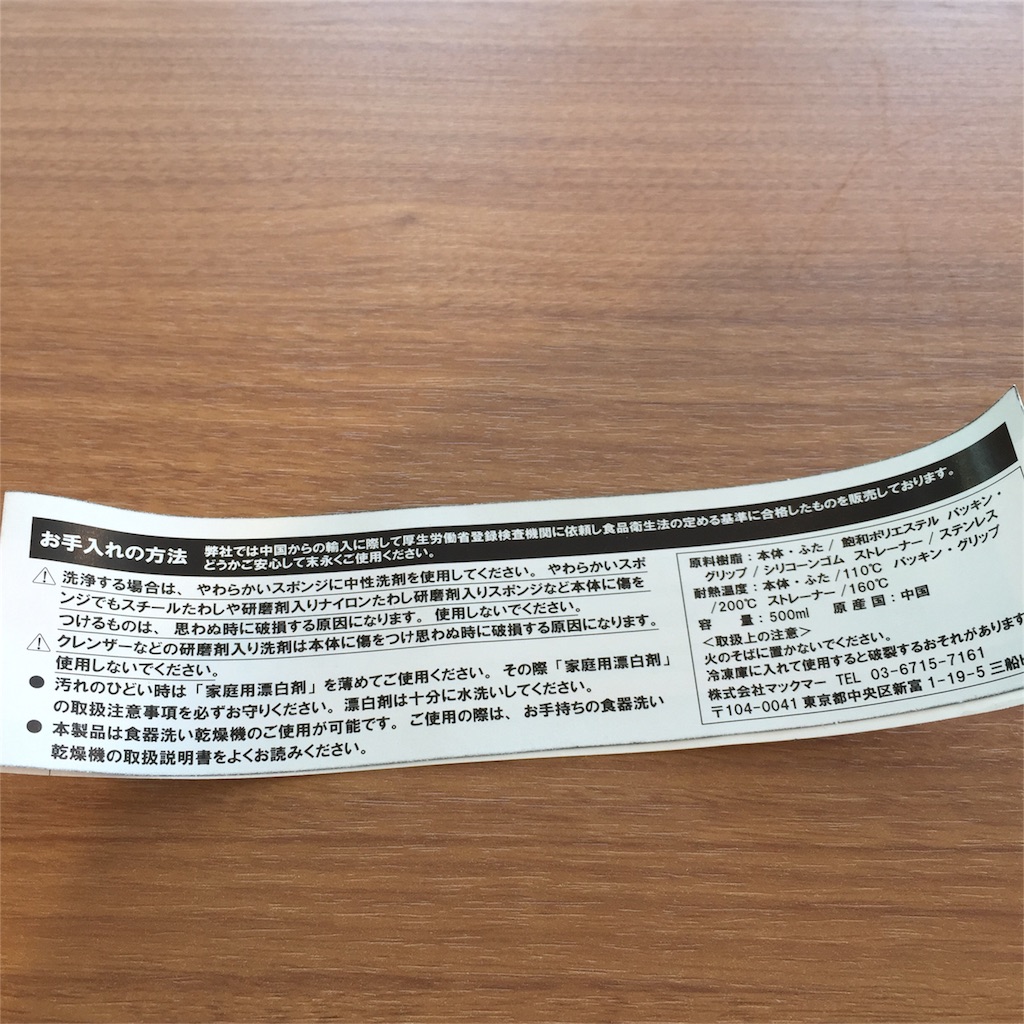 お手入れの方法
弊社では中国からの輸入に際して厚生労働省登録検査機関に依頼し食品衛生法の定める基準に合格したものを販売しております。
どうかご安心して末永くご使用ください。
洗浄する場合は、やわらかいスポンジに中性洗剤を使用してください。やわらかいスポ
ンジでもスチールたわしや研磨剤入りナイロンたわし研磨剤入りスポンジなど本体に傷を
つけるものは、思わぬ時に破損する原因になります。使用しないでください。
クレンザーなどの研磨剤入り洗剤は本体に傷をつけ思わぬ時に破損する原因になります。
使用しないでください。
●汚れのひどい時は「家庭用漂白剤」を薄めてご使用ください。その際「家庭用漂白剤」
の取扱注意事項を必ずお守りください。漂白剤は十分に水洗いしてください。
●本製品は食器洗い乾燥機のご使用が可能です。ご使用の際は、お手持ちの食器洗い
乾燥機の取扱説明書をよくお読みください。
原料樹脂：本体・ふた/飽和ポリエステル パッキン・
グリップ/シリコーンゴム ストレーナー/ステンレス
耐熱温度：本体・ふた/110℃ パッキン・グリップ
/200℃ ストレーナー/160℃
容 量：500ml 原産国：中国
＜取扱上の注意＞
火のそばに置かないでください。
冷凍庫に入れて使用すると破裂するおそれがあります
株式会社マックマー TEL 03-6715-7161
〒104-0041 東京都中央区新富 1-19-5 三船